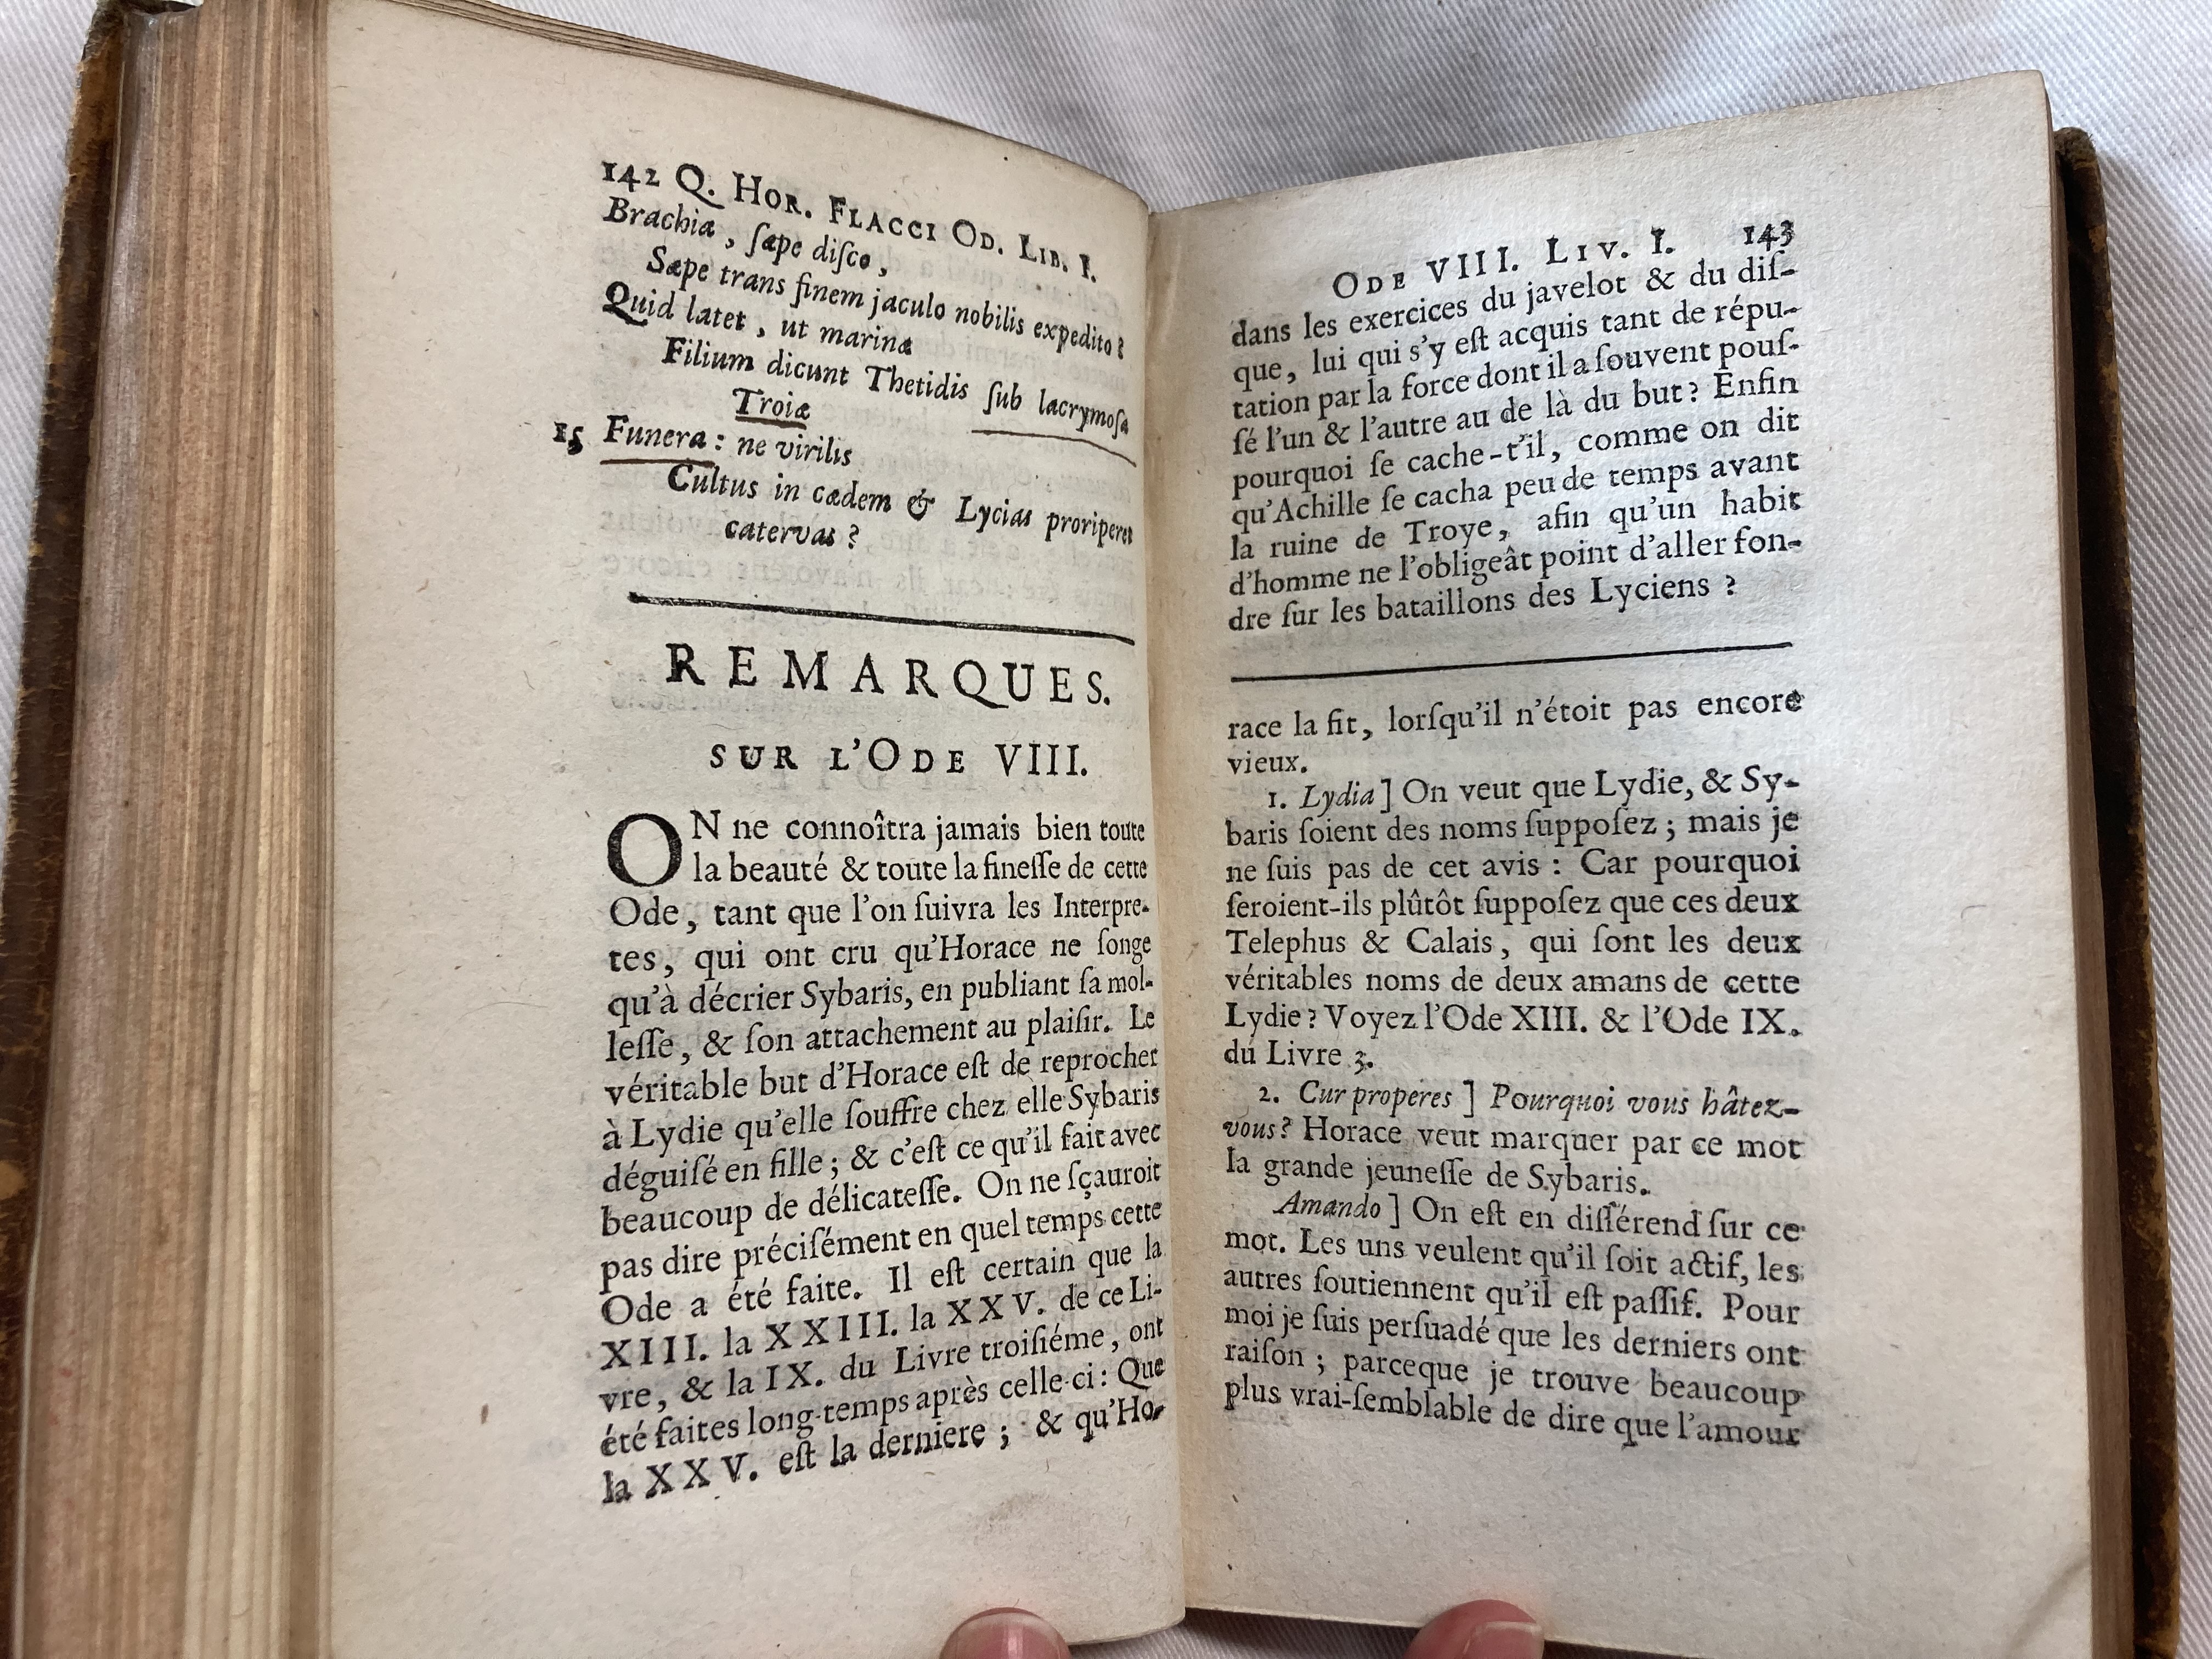 142 Q. HOR. FLACCI OD. LIB. I.
Brachia, ſæpe diſco,
Sæpe trans finem jaculo nobilis expedito?
Quid latet, ut marinæ
Filium dicunt Thetidis ſub lacrymoſa
Troiæ
15 Funera: ne virilis
Cultus in cædem & Lycias proriperet
catervas?
REMARQUES.
SUR L'ODE VIII.
ON ne connoîtra jamais bien toute
la beauté & toute la fineſſe de cette
Ode, tant que l'on ſuivra les Interpre-
tes, qui ont cru qu'Horace ne ſonge
qu'à décrier Sybaris, en publiant ſa mol-
leſſe, & ſon attachement au plaiſir. Le
véritable but d'Horace eſt de reprocher
à Lydie qu'elle ſouffre chez elle Sybaris
déguiſé en fille; & c'eſt ce qu'il fait avec
beaucoup de délicateſſe. On ne ſçauroit
pas dire préciſément en quel temps cette
Ode a été faite. Il eſt certain que la
XIII. la XXIII. la XXV. de ce Li-
vre, & la IX. du Livre troiſiéme, ont
été faites long-temps après celle-ci: Que
la XXV. eſt la derniere; & qu'Ho-
ODE VIII. LIV. I. 143
dans les exercices du javelot & du diſ-
que, lui qui s'y eſt acquis tant de répu-
tation par la force dont il a ſouvent pouſ-
ſé l'un & l'autre au de là du but? Enfin
pourquoi ſe cache-t'il, comme on dit
qu'Achille ſe cacha peu de temps avant
la ruine de Troye, afin qu'un habit
d'homme ne l'obligeât point d'aller fon-
dre ſur les bataillons des Lyciens?
race la fit, lorſqu'il n'étoit pas encore
vieux.
1. Lydia] On veut que Lydie, & Sy-
baris ſoient des noms ſuppoſez; mais je
ne ſuis pas de cet avis: Car pourquoi
ſeroient-ils plûtôt ſuppoſez que ces deux
Telephus & Calais, qui ſont les deux
véritables noms de deux amans de cette
Lydie? Voyez l'Ode XIII. & l'Ode IX.
du Livre 3.
2. Cur properes] Pourquoi vous hâtez-
vous? Horace veut marquer par ce mot
la grande jeuneſſe de Sybaris.
Amando] On eſt en différend ſur ce
mot. Les uns veulent qu'il ſoit actif, les
autres ſoutiennent qu'il eſt paſſif. Pour
moi je ſuis perſuadé que les derniers ont
raiſon; parceque je trouve beaucoup
plus vrai-ſemblable de dire que l'amour